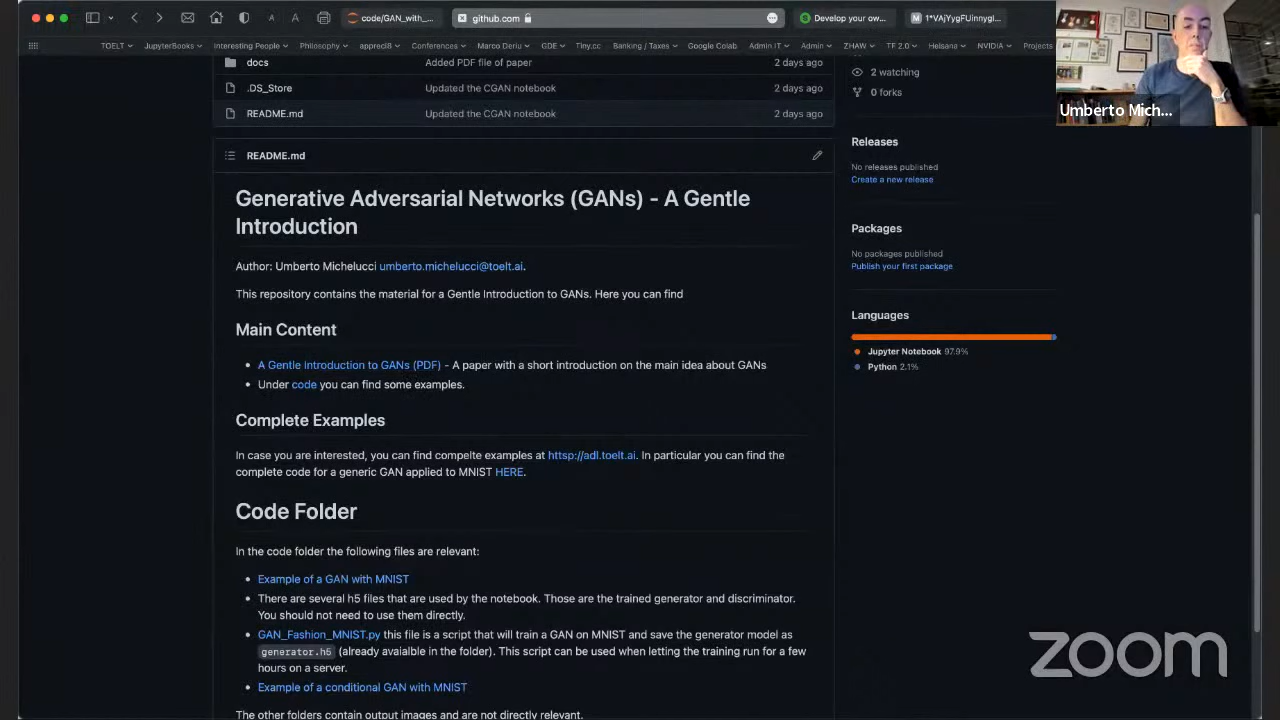 code/GAN_with_...
github.com
Develop your ow...
1*VAjYygFUinnygl...
TOELT
JupyterBooks
Interesting People
Philosophy
apprecI8
Conferences
Marco Deriu
GDE
Tiny.cc
Banking / Taxes
Google Colab
Admin IT
Admin
ZHAW
TF 2.0
Helsana
NVIDIA
Projects
docs
Added PDF file of paper
2 days ago
.DS_Store
Updated the CGAN notebook
2 days ago
README.md
Updated the CGAN notebook
2 days ago
2 watching
0 forks
Umberto Mich...
Releases
No releases published
Create a new release
Packages
No packages published
Publish your first package
Languages
Jupyter Notebook 97.9%
Python 2.1%
README.md
Generative Adversarial Networks (GANs) - A Gentle
Introduction
Author: Umberto Michelucci umberto.michelucci@toelt.ai.
This repository contains the material for a Gentle Introduction to GANs. Here you can find
Main Content
A Gentle Introduction to GANs (PDF) - A paper with a short introduction on the main idea about GANs
Under code you can find some examples.
Complete Examples
In case you are interested, you can find compelte examples at httsp://adl.toelt.ai. In particular you can find the
complete code for a generic GAN applied to MNIST HERE.
Code Folder
In the code folder the following files are relevant:
Example of a GAN with MNIST
There are several h5 files that are used by the notebook. Those are the trained generator and discriminator.
You should not need to use them directly.
GAN_Fashion_MNIST.py this file is a script that will train a GAN on MNIST and save the generator model as
generator.h5 (already avaialble in the folder). This script can be used when letting the training run for a few
hours on a server.
Example of a conditional GAN with MNIST
The other folders contain output images and are not directly relevant.
zoom